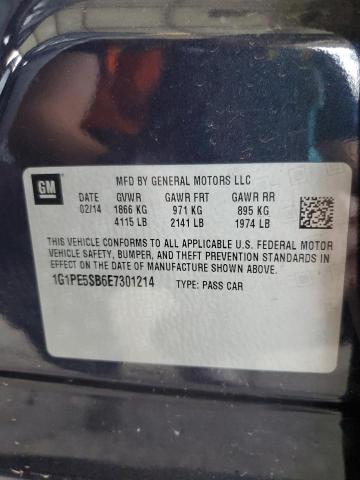 GM
MFD BY GENERAL MOTORS LLC
DATE GVWR GAWR FRT GAWR RR
02/14 1866 KG 971 KG 895 KG
4115 LB 2141 LB 1974 LB
THIS VEHICLE CONFORMS TO ALL APPLICABLE U.S. FEDERAL MOTOR
VEHICLE SAFETY, BUMPER, AND THEFT PREVENTION STANDARDS IN
EFFECT ON THE DATE OF MANUFACTURE SHOWN ABOVE.
1G1PE5SB6E7301214 TYPE: PASS CAR